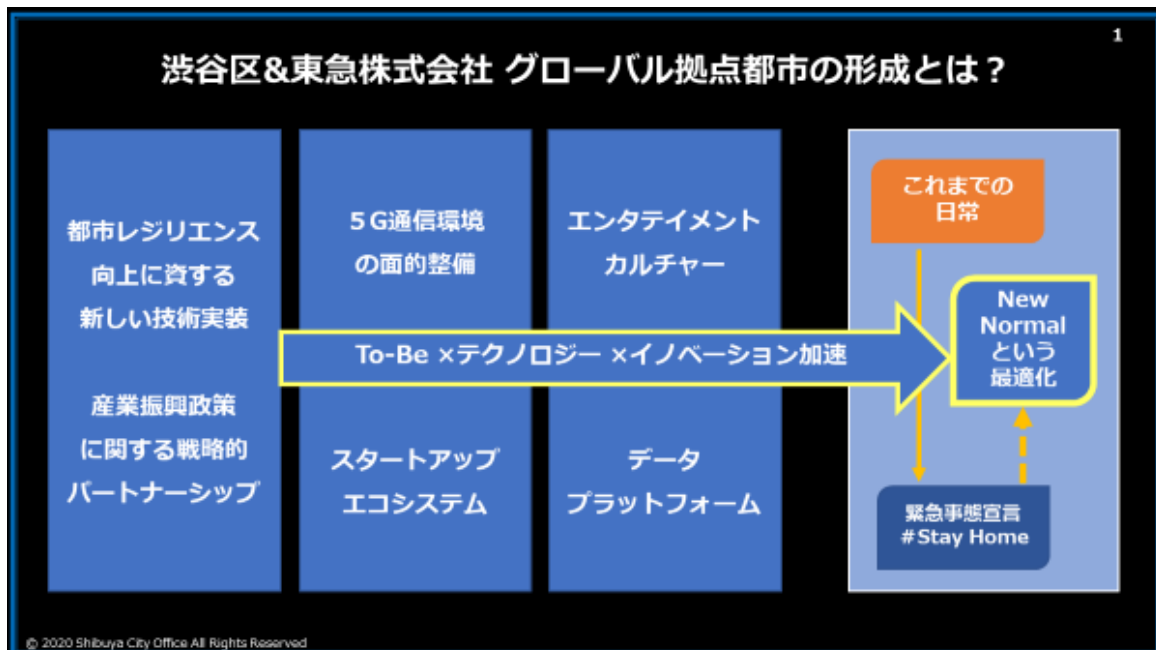 1
渋谷区&東急株式会社 グローバル拠点都市の形成とは？
都市レジリエンス
向上に資する
新しい技術実装
産業振興政策
に関する戦略的
パートナーシップ
５G通信環境
の面的整備
スタートアップ
エコシステム
エンタテイメント
カルチャー
データ
プラットフォーム
To-Be ×テクノロジー ×イノベーション加速
これまでの
日常
New
Normal
という
最適化
緊急事態宣言
#Stay Home
© 2020 Shibuya City Office All Rights Reserved